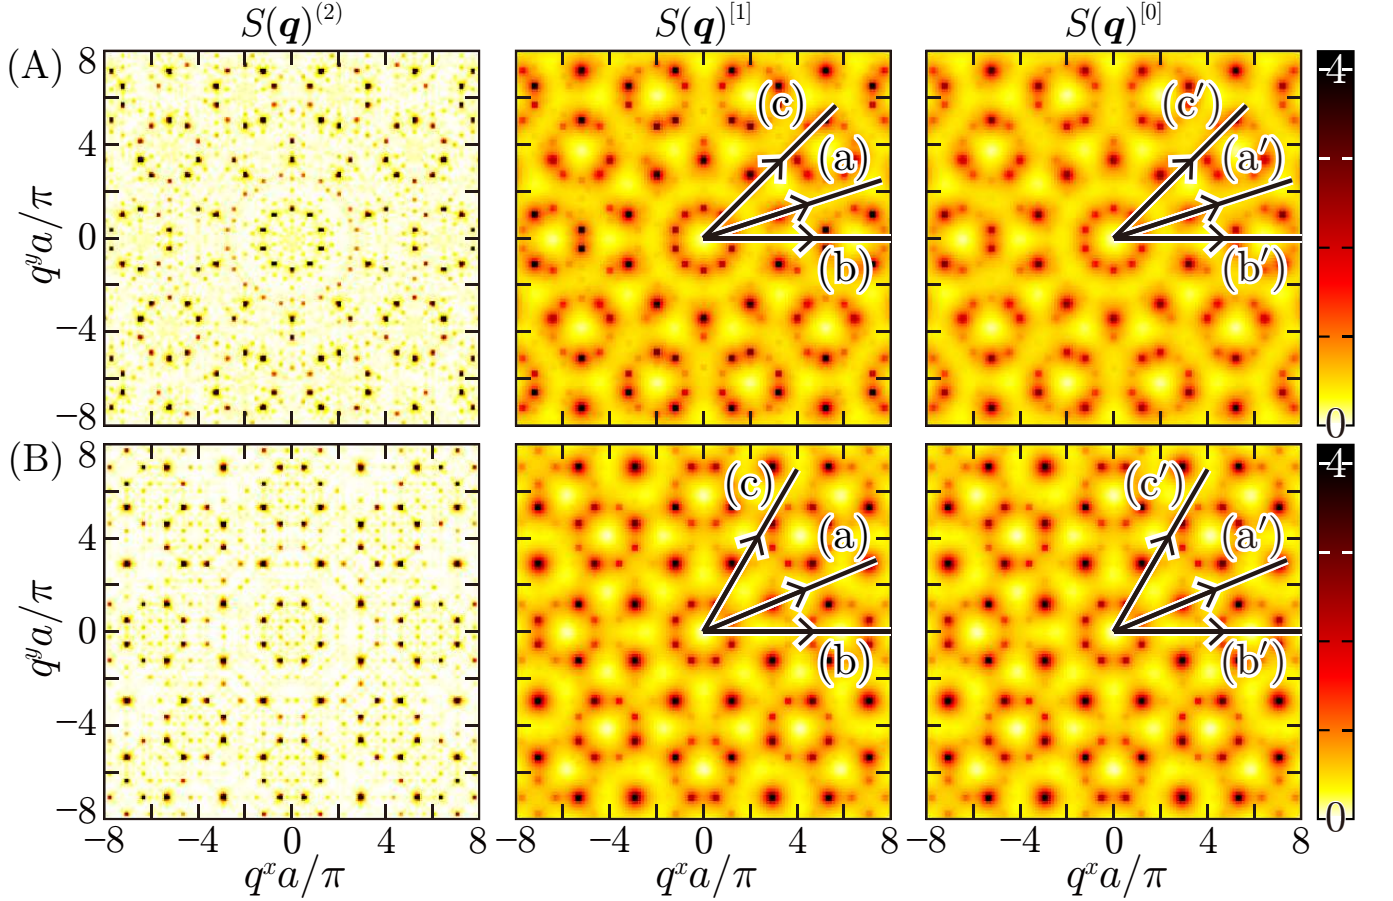 S(q)^(2) S(q)^[1] S(q)^[0]
(A) 8 4 0 −4 −8 q^y a/π (c) (a) (b) (c′) (a′) (b′) 4 0
(B) 8 4 0 −4 −8 q^y a/π (c) (a) (b) (c′) (a′) (b′) 4 0
−8 −4 0 4 8 −8 −4 0 4 8 −8 −4 0 4 8
q^x a/π q^x a/π q^x a/π